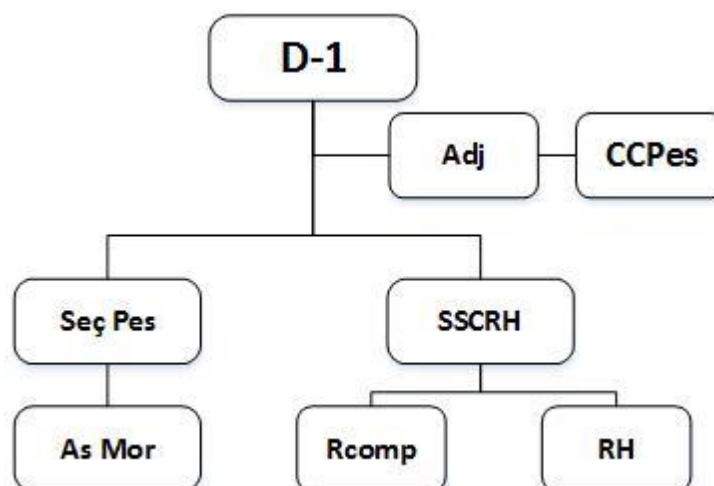 D-1
Adj
CCPes
Seç Pes
SSCRH
As Mor
Rcomp
RH